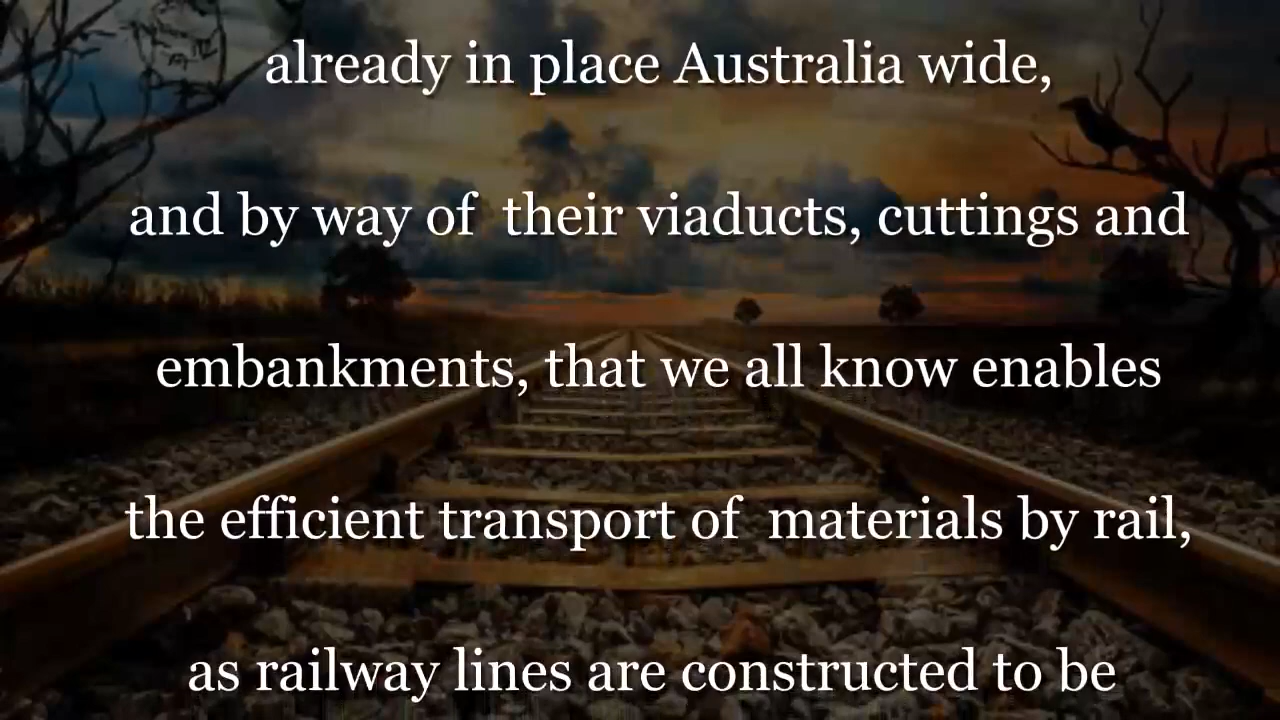 already in place Australia wide,
and by way of their viaducts, cuttings and
embankments, that we all know enables
the efficient transport of materials by rail,
as railway lines are constructed to be